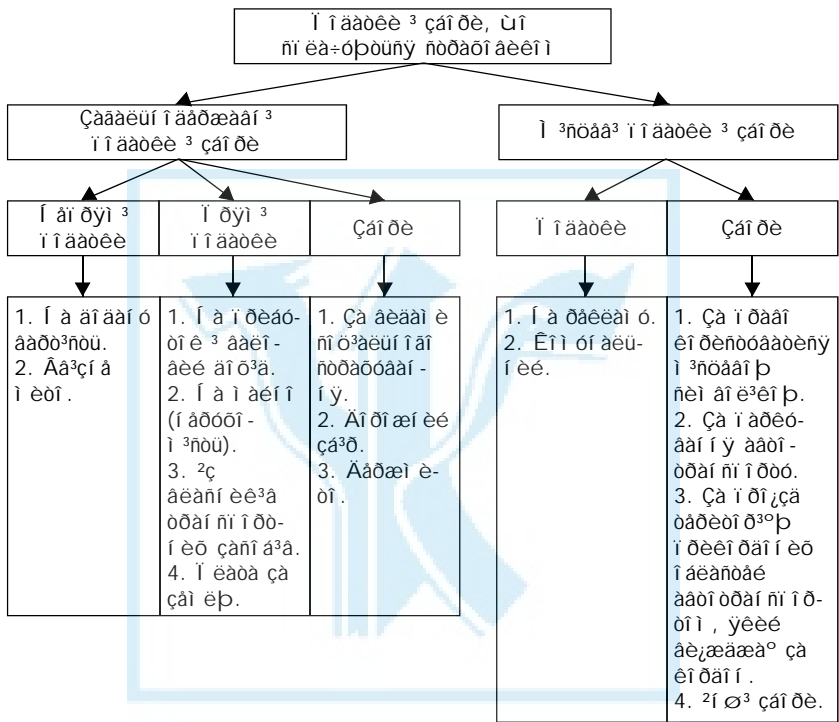 Ï î äàòêè ³ çáî ðè, ùî
ñï ëà÷óþòüñÿ ñòðàõî âèêî ì
Çàãàëüí î äåðæàâí ³
ï î äàòêè ³ çáî ðè
Ì ³ñöåâ³ ï î äàòêè ³ çáî ðè
Í åï ðÿì ³
ï î äàòêè
Ï ðÿì ³
ï î äàòêè
Çáî ðè
Ï î äàòêè
Çáî ðè
1. Í à äî äàí ó
âàðò³ñòü.
2. Ââ³çí å
ì èòî .
1. Í à ï ðèáó-
òî ê ³ âàëî -
âèé äî õ³ä.
2. Í à ì àéí î
(í åðóõî -
ì ³ñòü).
3. ²ç
âëàñí èê³â
òðàí ñï î ðò-
í èõ çàñî á³â.
4. Ï ëàòà çà
çåì ëþ.
1. Çà âèäàì è
ñî ö³àëüí î ãî
ñòðàõóâàí -
í ÿ.
2. Äî ðî æí èé
çá³ð.
3. Äåðæì è-
òî .
1. Í à ðåêëàì ó.
2. Êî ì óí àëü-
í èé.
1. Çà ï ðàâî
êî ðèñòóâàòèñÿ
ì ³ñöåâî þ
ñèì âî ë³êî þ.
2. Çà ï àðêó-
âàí í ÿ àâòî -
òðàí ñï î ðòó.
3. Çà ï ðî ¿çä
òåðèòî ð³ºþ
ï ðèêî ðäî í í èõ
î áëàñòåé
àâòî òðàí ñï î ðò-
òî ì , ÿêèé
âè¿æäæàº çà
êî ðäî í .
4. ²í ø³ çáî ðè.